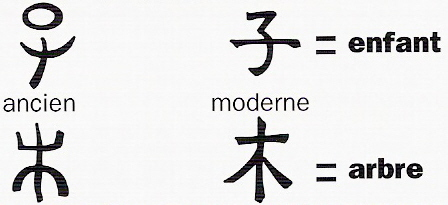 子 = enfant
ancien moderne
木 = arbre